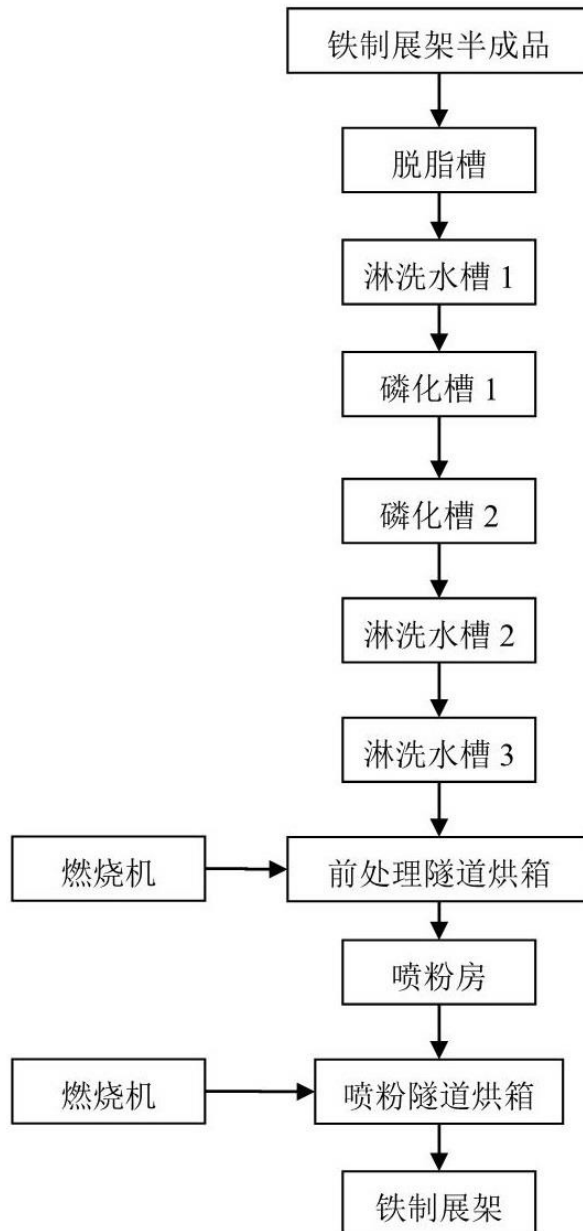 铁制展架半成品
脱脂槽
淋洗水槽 1
磷化槽 1
磷化槽 2
淋洗水槽 2
淋洗水槽 3
燃烧机
前处理隧道烘箱
喷粉房
燃烧机
喷粉隧道烘箱
铁制展架